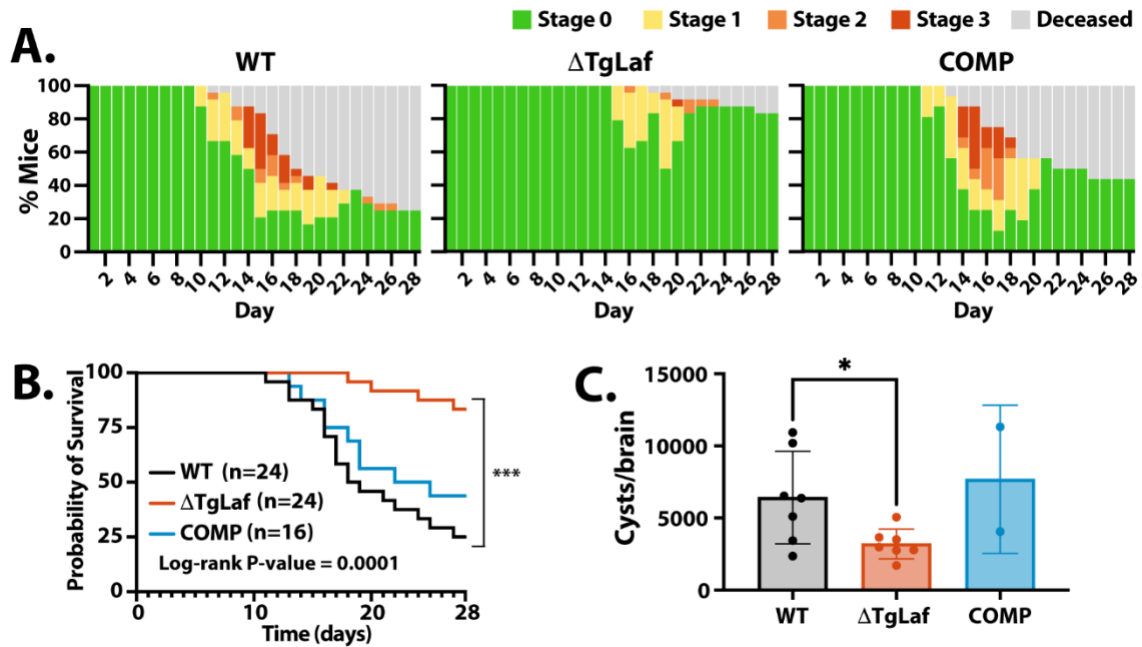 Stage 0 Stage 1 Stage 2 Stage 3 Deceased
A.
WT ΔTgLaf COMP
% Mice
100
80
60
40
20
0
2 4 6 8 10 12 14 16 18 20 22 24 26 28
2 4 6 8 10 12 14 16 18 20 22 24 26 28
2 4 6 8 10 12 14 16 18 20 22 24 26 28
Day Day Day
B.
Probability of Survival
100
75
50
25
0
WT (n=24)
ΔTgLaf (n=24)
COMP (n=16)
Log-rank P-value = 0.0001
***
0 10 20 28
Time (days)
C.
Cysts/brain
15000
10000
5000
0
*
WT ΔTgLaf COMP